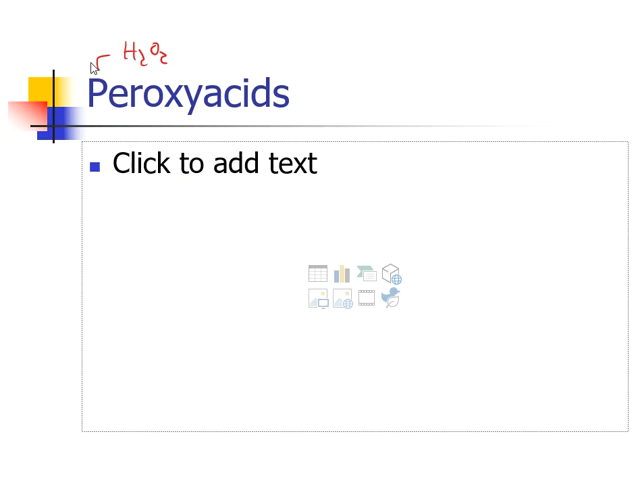 H₂O₂
Peroxyacids
Click to add text